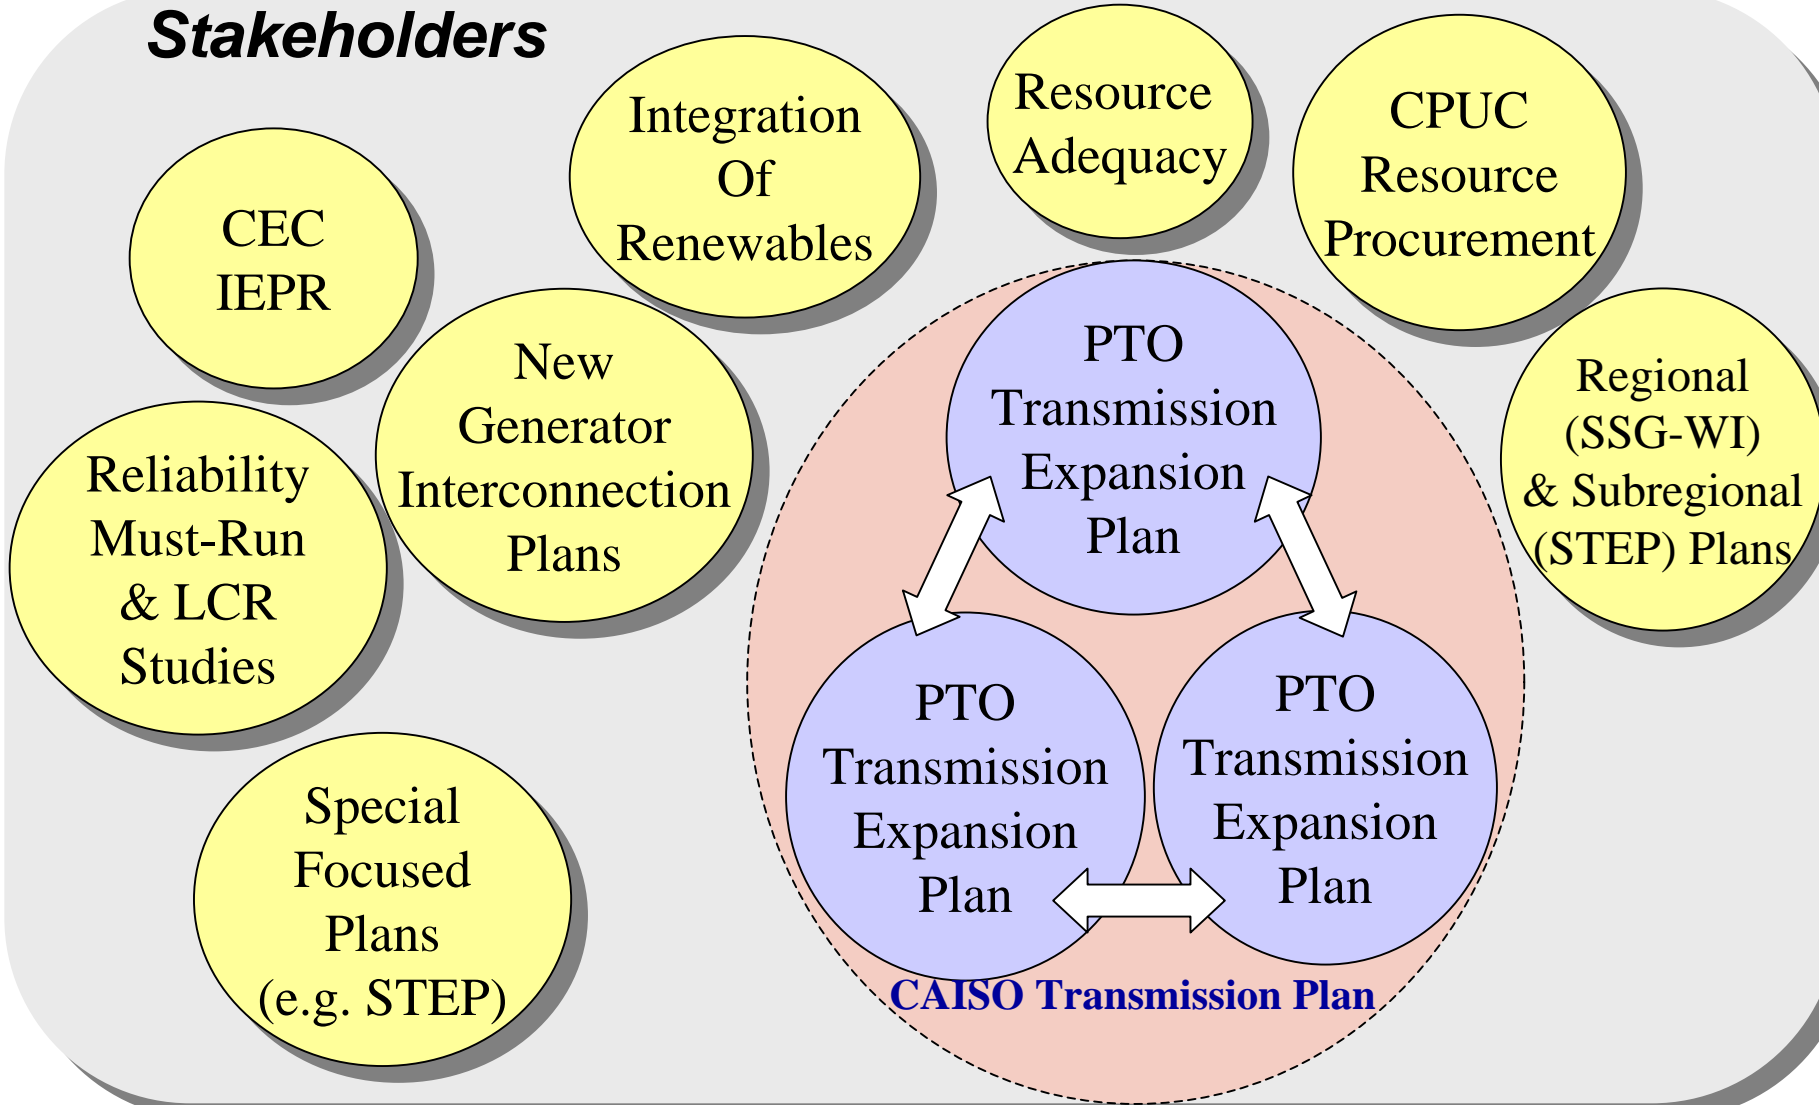 Stakeholders
Integration
Of
Renewables
Resource
Adequacy
CPUC
Resource
Procurement
CEC
IEPR
New
Generator
Interconnection
Plans
PTO
Transmission
Expansion
Plan
Regional
(SSG-WI)
& Subregional
(STEP) Plans
Reliability
Must-Run
& LCR
Studies
PTO
Transmission
Expansion
Plan
PTO
Transmission
Expansion
Plan
Special
Focused
Plans
(e.g. STEP)
CAISO Transmission Plan